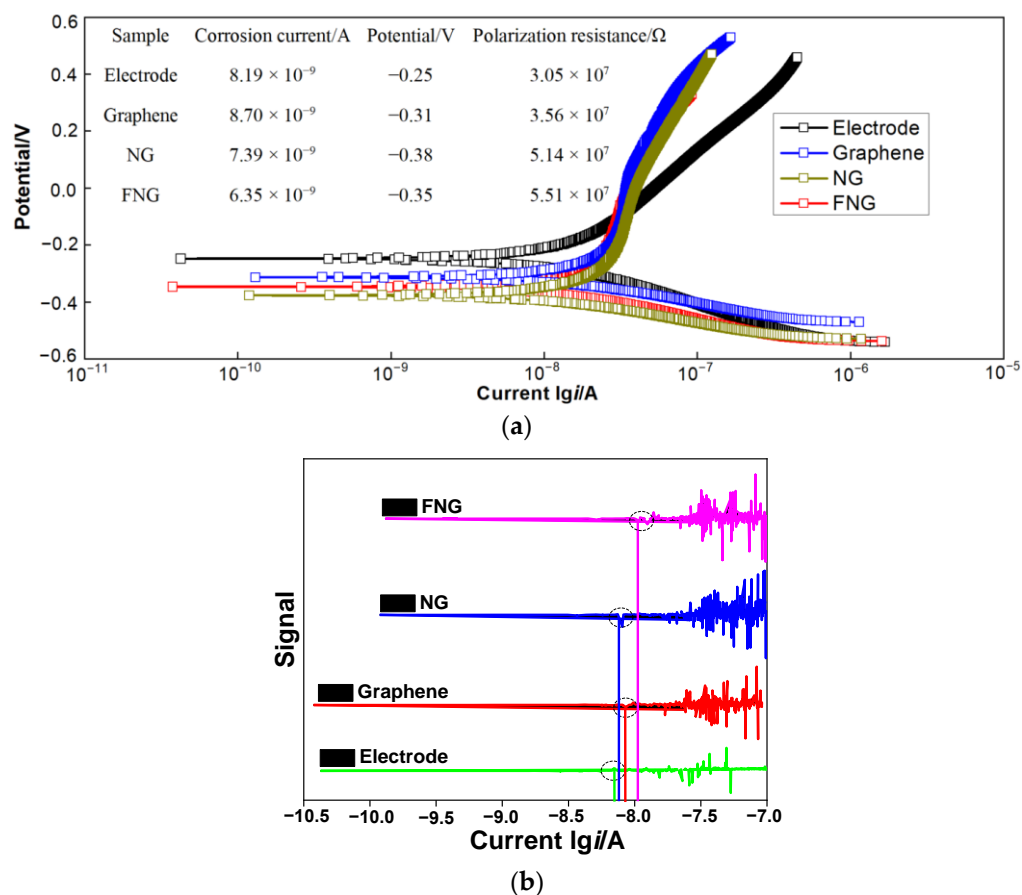 Sample Corrosion current/A Potential/V Polarization resistance/Ω
Electrode 8.19 × 10⁻⁹ −0.25 3.05 × 10⁷
Graphene 8.70 × 10⁻⁹ −0.31 3.56 × 10⁷
NG 7.39 × 10⁻⁹ −0.38 5.14 × 10⁷
FNG 6.35 × 10⁻⁹ −0.35 5.51 × 10⁷
0.6
0.4
0.2
0.0
−0.2
−0.4
−0.6
Potential/V
Electrode
Graphene
NG
FNG
10⁻¹¹ 10⁻¹⁰ 10⁻⁹ 10⁻⁸ 10⁻⁷ 10⁻⁶ 10⁻⁵
Current lgi/A
(a)
Signal
FNG
NG
Graphene
Electrode
−10.5 −10.0 −9.5 −9.0 −8.5 −8.0 −7.5 −7.0
Current lgi/A
(b)